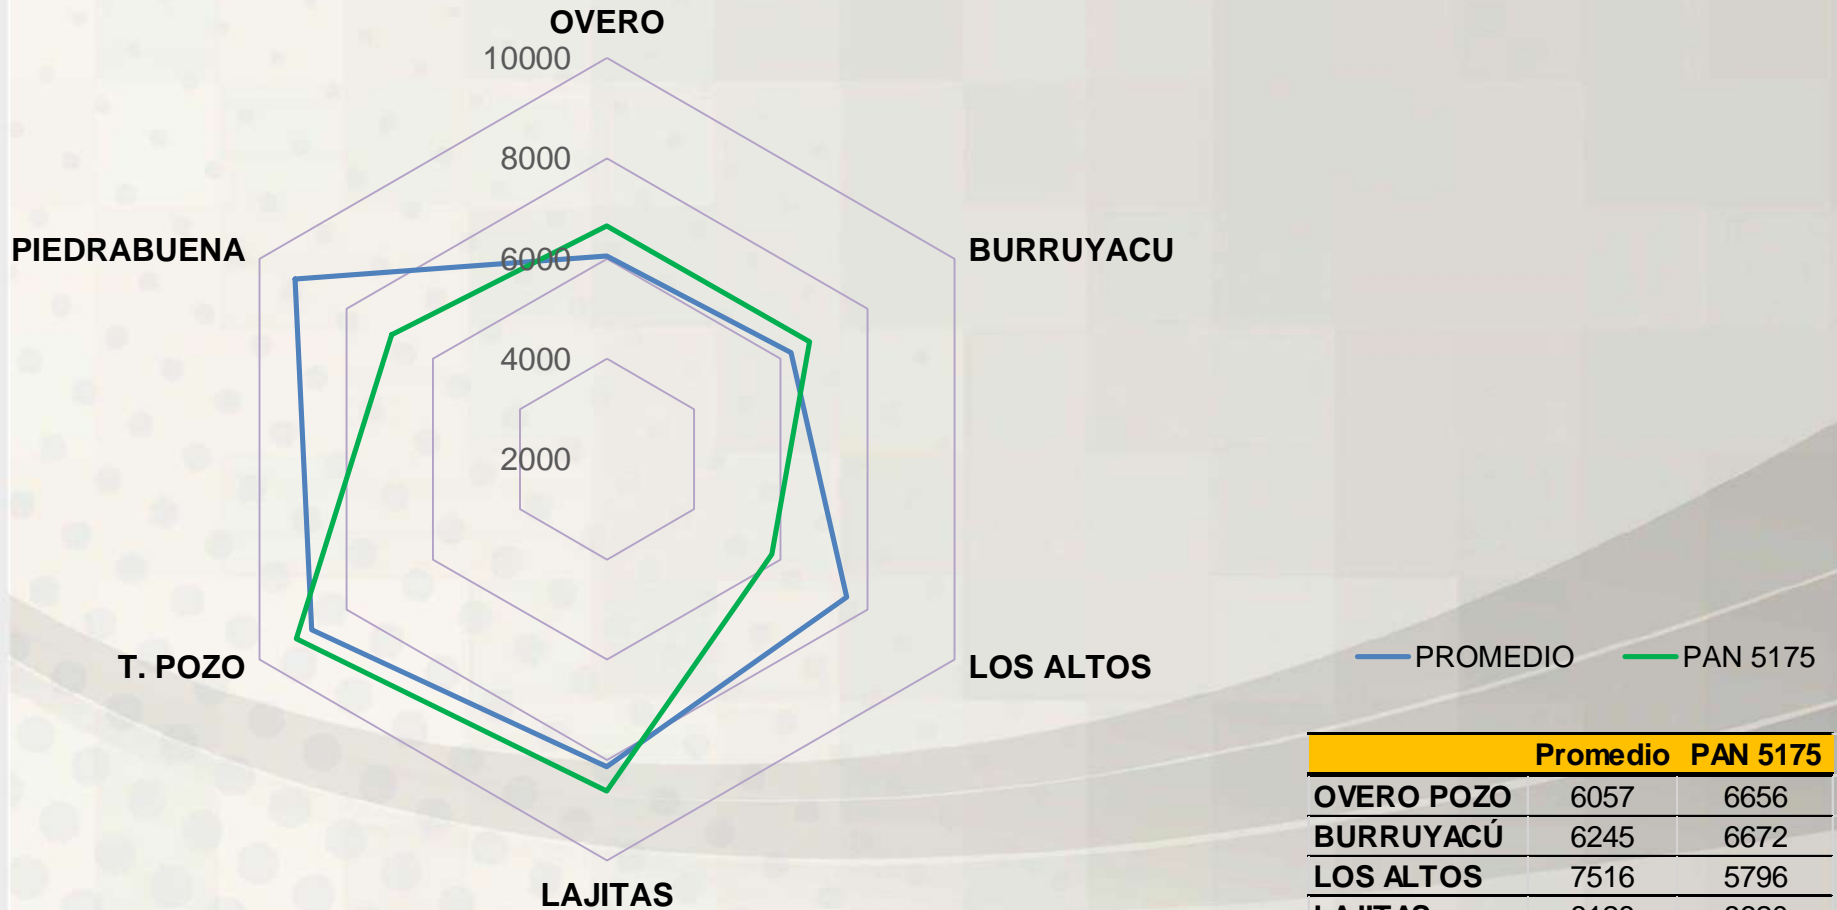 OVERO
10000
8000
PIEDRABUENA
6000
BURRUYACU
4000
2000
T. POZO
LOS ALTOS
PROMEDIO PAN 5175
LAJITAS
Promedio PAN 5175
OVERO POZO 6057 6656
BURRUYACÚ 6245 6672
LOS ALTOS 7516 5796